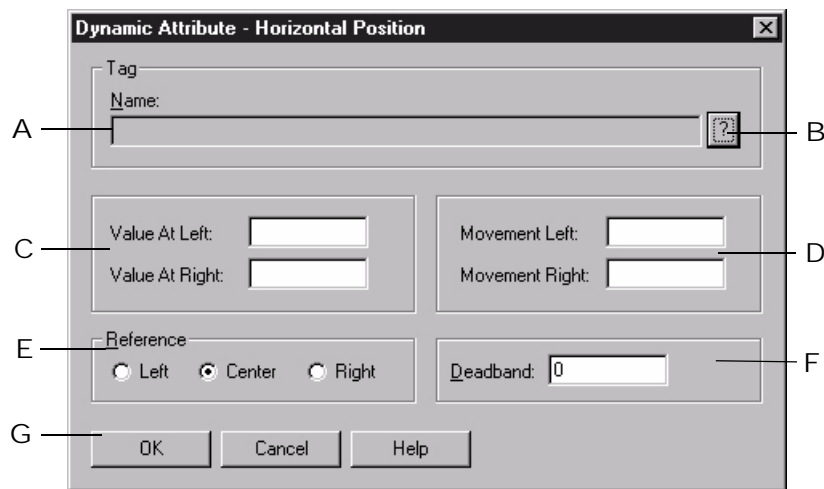 Dynamic Attribute - Horizontal Position
Tag
Name:
A
?
B
Value At Left:
Movement Left:
C
D
Value At Right:
Movement Right:
Reference
E
Left Center Right
Deadband: 0
F
G
OK Cancel Help